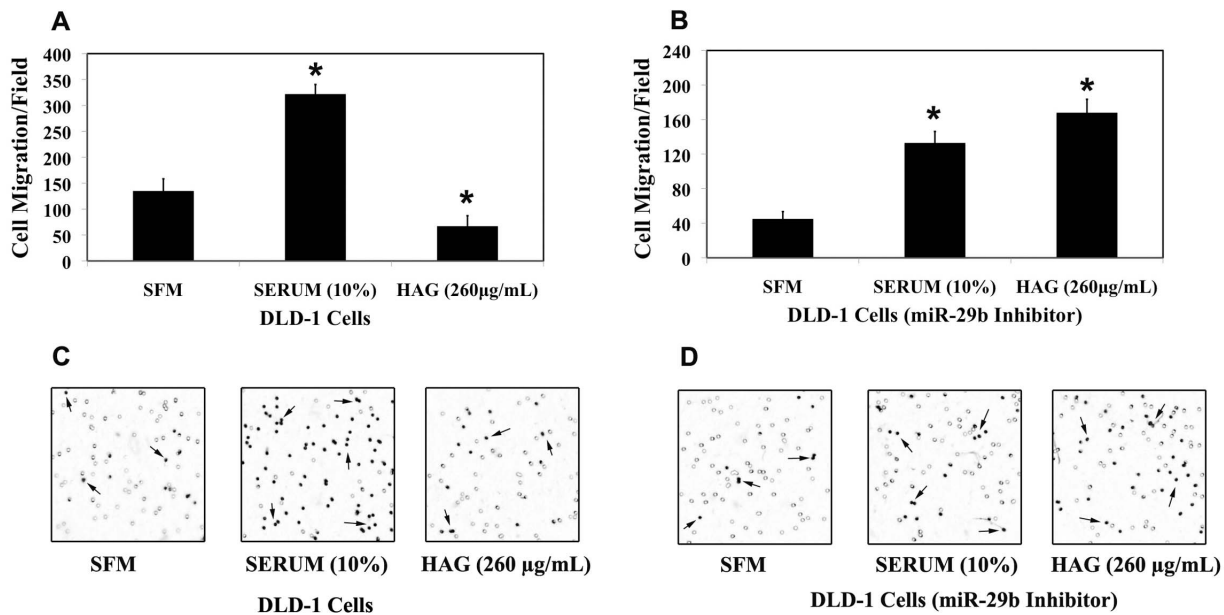 A
Cell Migration/Field
400
350
300
250
200
150
100
50
0
*
*
SFM SERUM (10%) HAG (260µg/mL)
DLD-1 Cells
B
Cell Migration/Field
240
200
160
120
80
40
0
*
*
SFM SERUM (10%) HAG (260µg/mL)
DLD-1 Cells (miR-29b Inhibitor)
C
SFM SERUM (10%) HAG (260 µg/mL)
DLD-1 Cells
D
SFM SERUM (10%) HAG (260 µg/mL)
DLD-1 Cells (miR-29b Inhibitor)